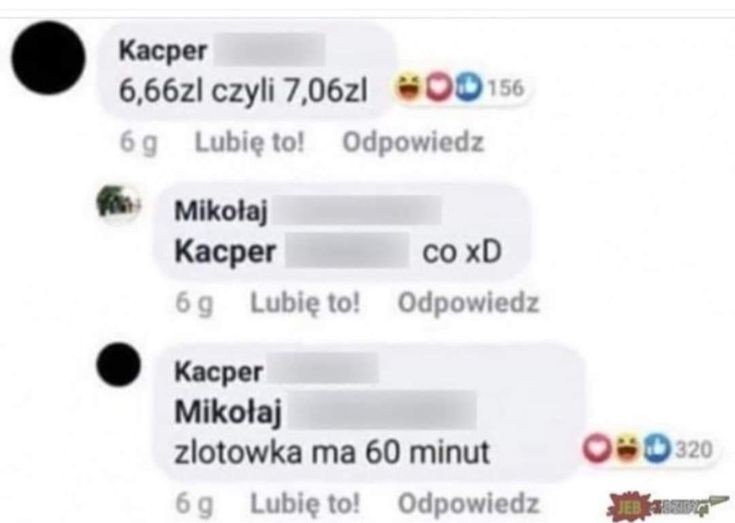 Kacper
6,66zl czyli 7,06zl 156
6 g Lubię to! Odpowiedz
Mikołaj
Kacper co xD
6 g Lubię to! Odpowiedz
Kacper
Mikołaj
zlotowka ma 60 minut 320
6 g Lubię to! Odpowiedz
JEB